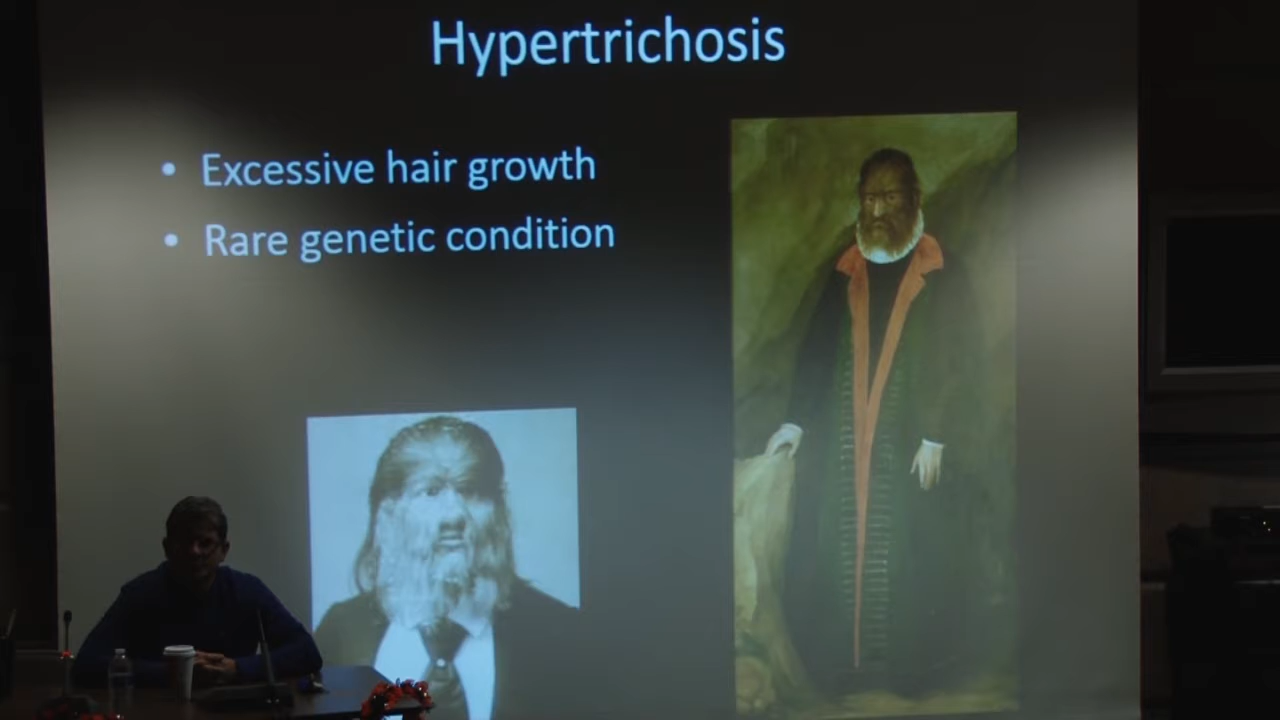 Hypertrichosis
• Excessive hair growth
• Rare genetic condition